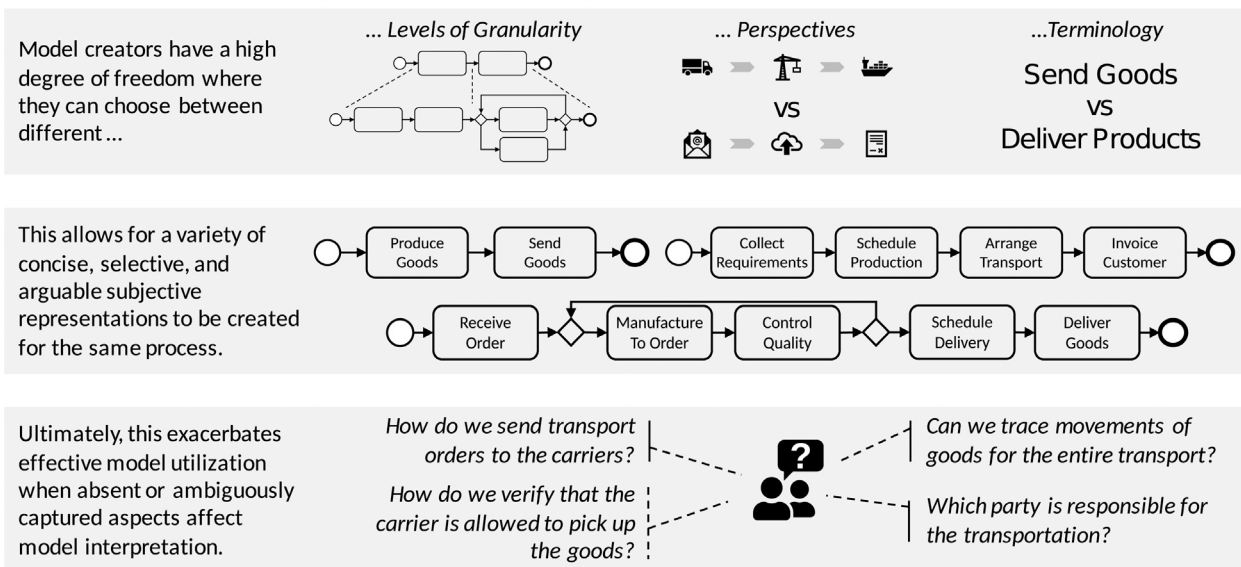 Model creators have a high
degree of freedom where
they can choose between
different ...
... Levels of Granularity
... Perspectives
VS
...Terminology
Send Goods
vs
Deliver Products
This allows for a variety of
concise, selective, and
arguable subjective
representations to be created
for the same process.
Produce
Goods
Send
Goods
Collect
Requirements
Schedule
Production
Arrange
Transport
Invoice
Customer
Receive
Order
Manufacture
To Order
Control
Quality
Schedule
Delivery
Deliver
Goods
Ultimately, this exacerbates
effective model utilization
when absent or ambiguously
captured aspects affect
model interpretation.
How do we send transport
orders to the carriers?
How do we verify that the
carrier is allowed to pick up
the goods?
?
Can we trace movements of
goods for the entire transport?
Which party is responsible for
the transportation?